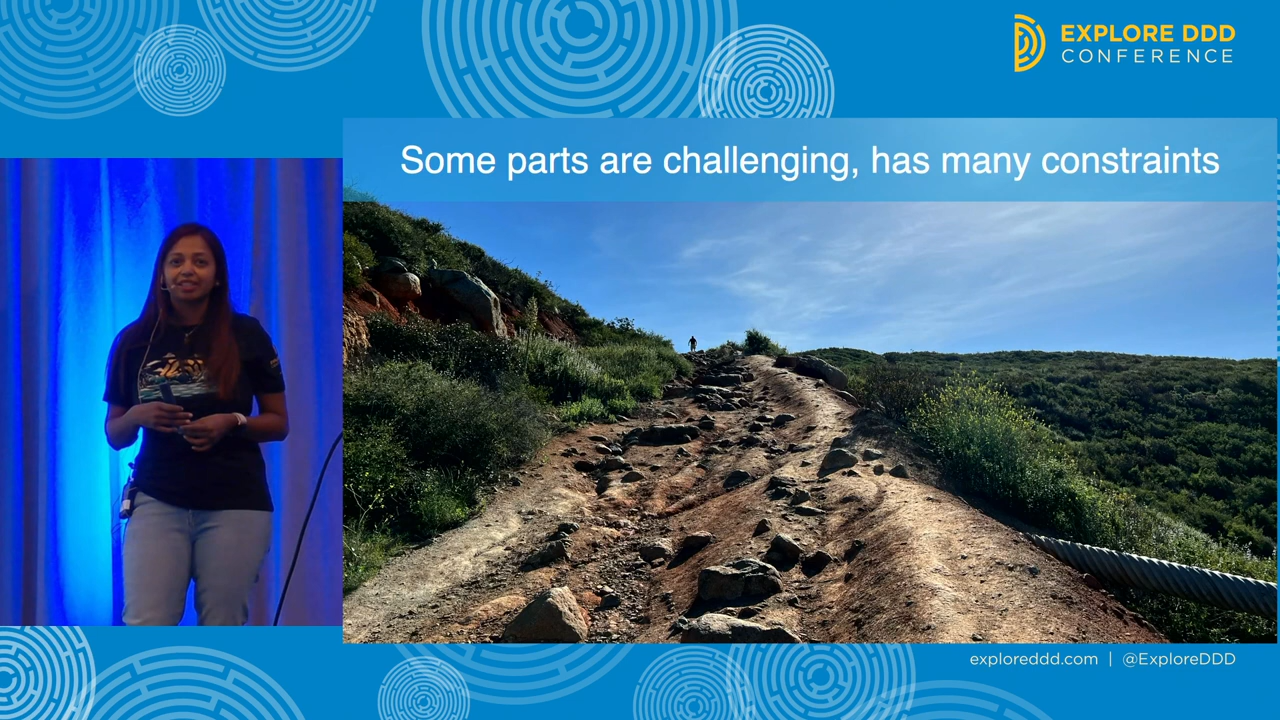 EXPLORE DDD
CONFERENCE
Some parts are challenging, has many constraints
exploreddd.com | @ExploreDDD